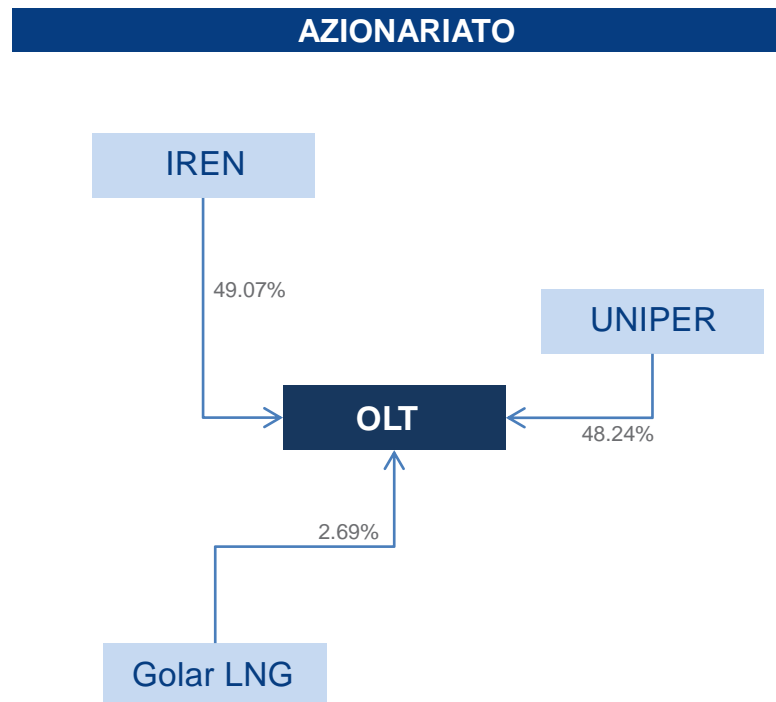 AZIONARIATO
IREN
49.07%
UNIPER
OLT
48.24%
2.69%
Golar LNG